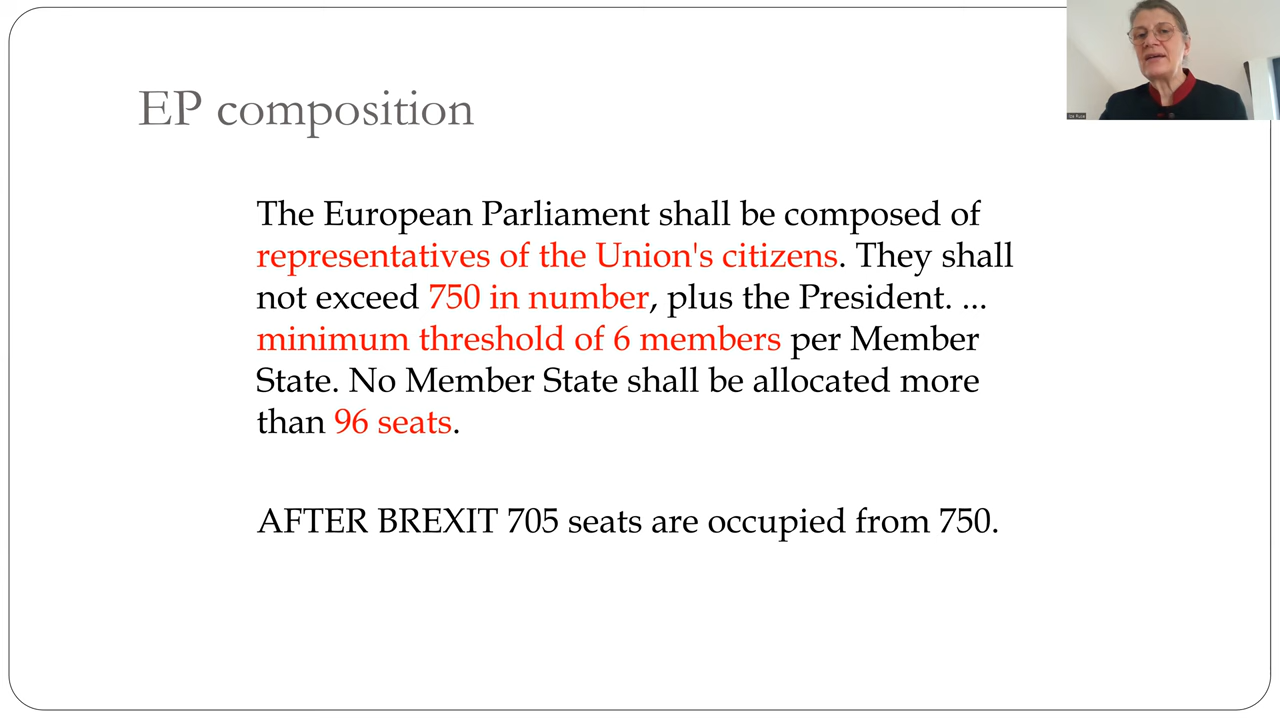 EP composition
The European Parliament shall be composed of
representatives of the Union's citizens. They shall
not exceed 750 in number, plus the President. ...
minimum threshold of 6 members per Member
State. No Member State shall be allocated more
than 96 seats.
AFTER BREXIT 705 seats are occupied from 750.